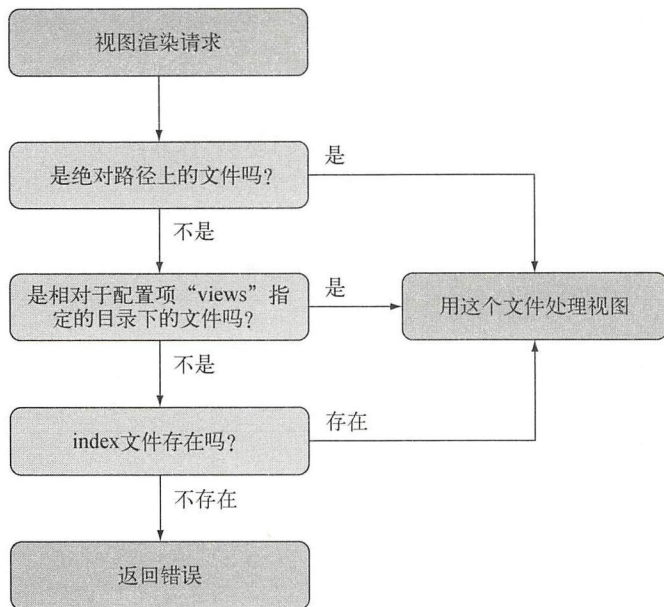 视图渲染请求
是绝对路径上的文件吗?
是
不是
是相对于配置项“views”指
定的目录下的文件吗?
是
用这个文件处理视图
不是
index文件存在吗?
存在
不存在
返回错误